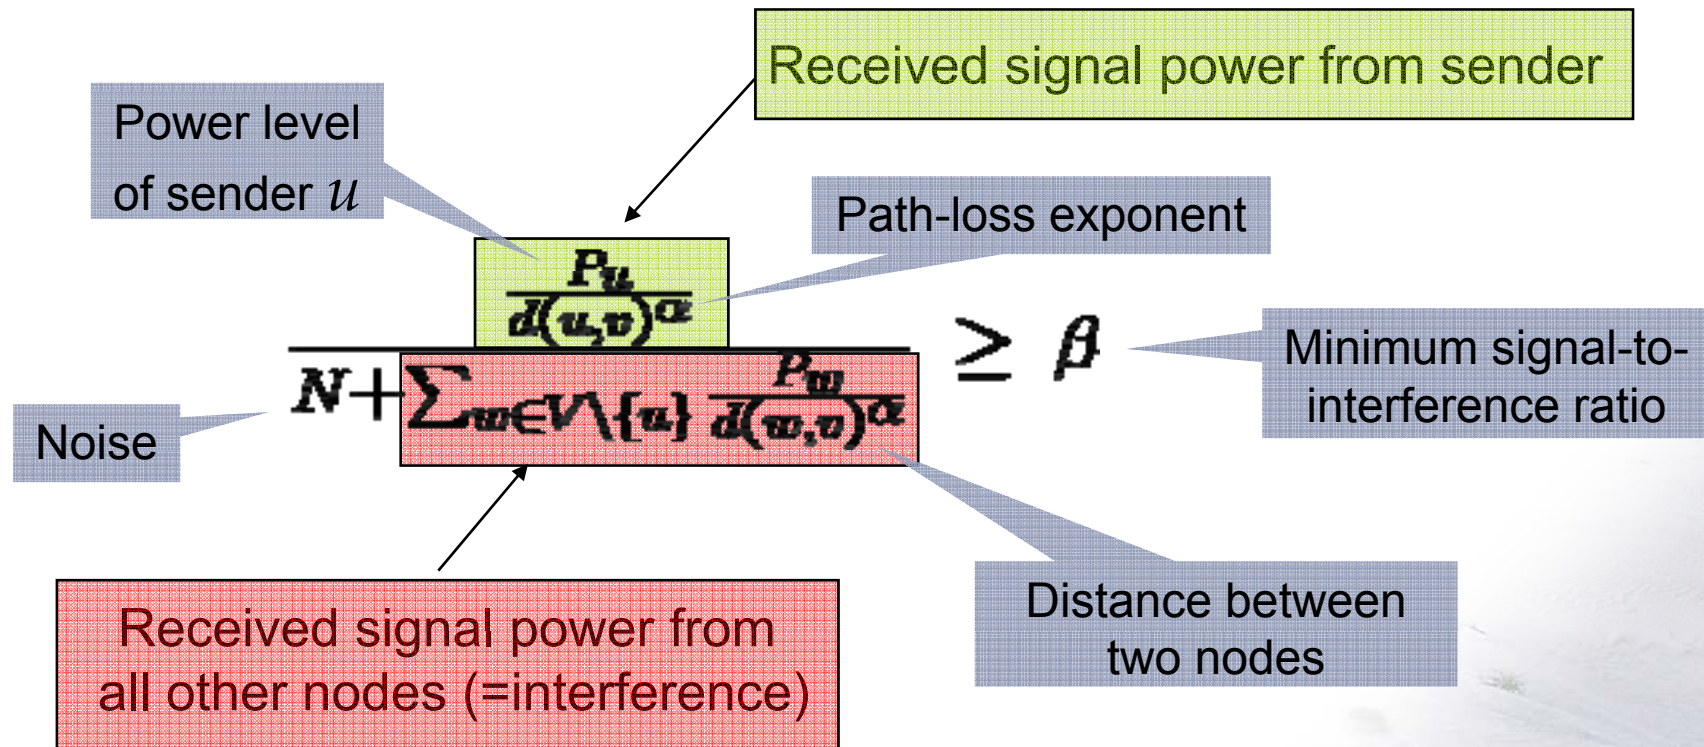 Received signal power from sender
Power level
of sender u
Path-loss exponent
P_u
d(u,v)^α
≥ β
N+∑_{w∈V\{u}} P_w
d(w,v)^α
Minimum signal-to-
interference ratio
Noise
Distance between
two nodes
Received signal power from
all other nodes (=interference)